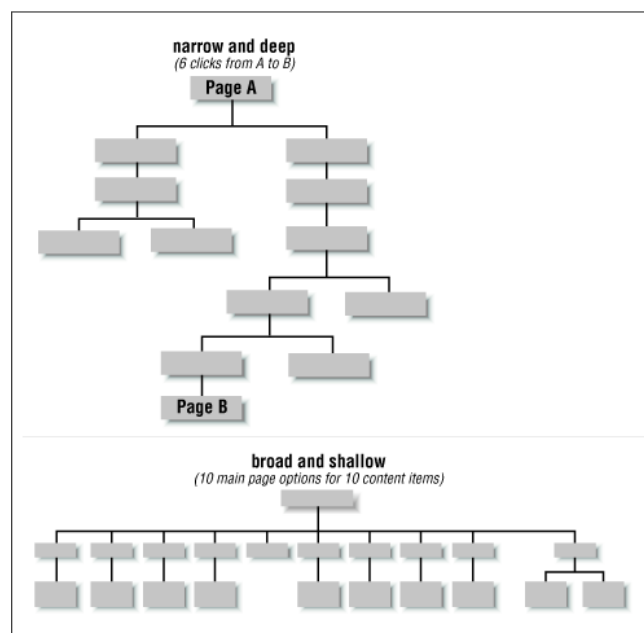 narrow and deep
(6 clicks from A to B)
Page A
Page B
broad and shallow
(10 main page options for 10 content items)